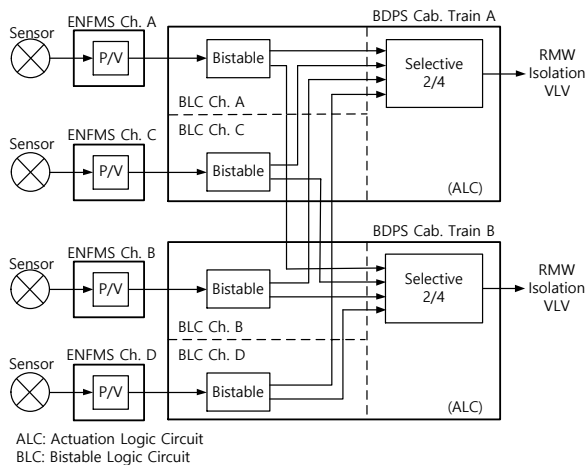 ENFMS Ch. A
BDPS Cab. Train A
Sensor
P/V
Bistable
Selective
2/4
RMW
Isolation
VLV
BLC Ch. A
BLC Ch. C
ENFMS Ch. C
Sensor
P/V
Bistable
(ALC)
BDPS Cab. Train B
ENFMS Ch. B
Sensor
P/V
Bistable
Selective
2/4
RMW
Isolation
VLV
BLC Ch. B
BLC Ch. D
ENFMS Ch. D
Sensor
P/V
Bistable
(ALC)
ALC: Actuation Logic Circuit
BLC: Bistable Logic Circuit